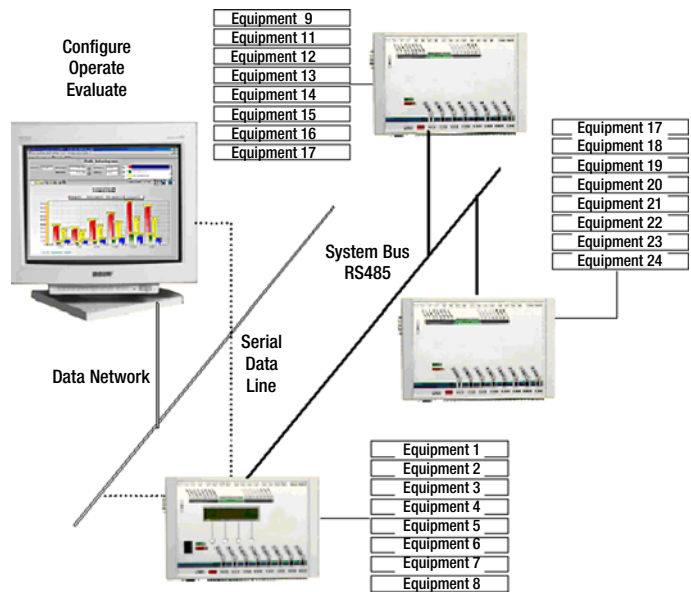 Configure
Operate
Evaluate
Equipment 9
Equipment 11
Equipment 12
Equipment 13
Equipment 14
Equipment 15
Equipment 16
Equipment 17
Equipment 17
Equipment 18
Equipment 19
Equipment 20
Equipment 21
Equipment 22
Equipment 23
Equipment 24
System Bus
RS485
Serial
Data
Line
Data Network
Equipment 1
Equipment 2
Equipment 3
Equipment 4
Equipment 5
Equipment 6
Equipment 7
Equipment 8